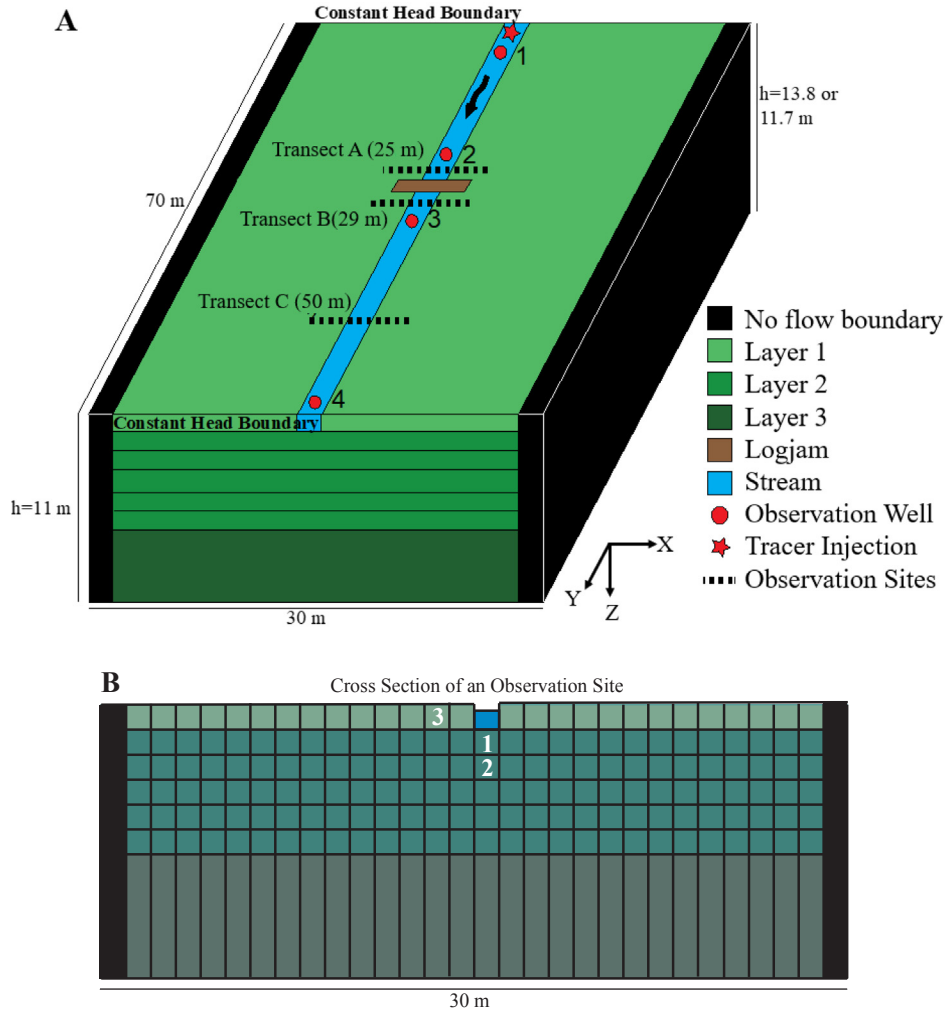 A
Constant Head Boundary
1
h=13.8 or
11.7 m
Transect A (25 m)
2
70 m
Transect B(29 m)
3
Transect C (50 m)
No flow boundary
Layer 1
Layer 2
Layer 3
Logjam
Stream
Observation Well
Tracer Injection
Observation Sites
4
Constant Head Boundary
h=11 m
X
Y
Z
30 m
B
Cross Section of an Observation Site
3
1
2
30 m